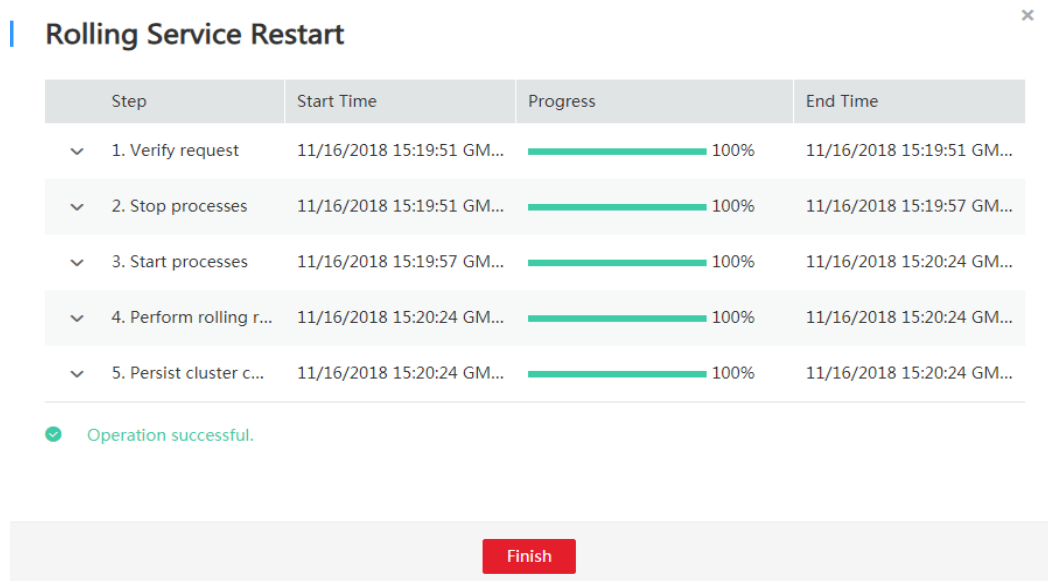 Rolling Service Restart
Step Start Time Progress End Time
1. Verify request 11/16/2018 15:19:51 GM... 100% 11/16/2018 15:19:51 GM...
2. Stop processes 11/16/2018 15:19:51 GM... 100% 11/16/2018 15:19:57 GM...
3. Start processes 11/16/2018 15:19:57 GM... 100% 11/16/2018 15:20:24 GM...
4. Perform rolling r... 11/16/2018 15:20:24 GM... 100% 11/16/2018 15:20:24 GM...
5. Persist cluster c... 11/16/2018 15:20:24 GM... 100% 11/16/2018 15:20:24 GM...
Operation successful.
Finish